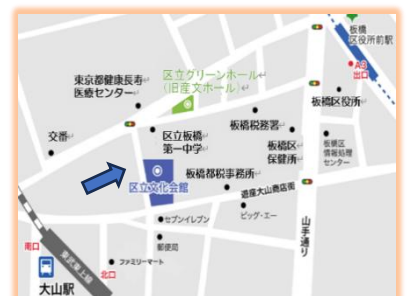 板橋
区役所前駅
A3
出口
東京都健康長寿
医療センター
区立グリーンホール
(旧産文ホール)
板橋区役所
交番
区立板橋
第一中学
板橋税務署
板橋区
保健所
板橋区
情報処理
センター
区立文化会館
板橋都税事務所
遊座大山商店街
セブンイレブン
ビッグ・エー
山手通り
郵便局
南口
東武東上線
ファミリーマート
北口
大山駅